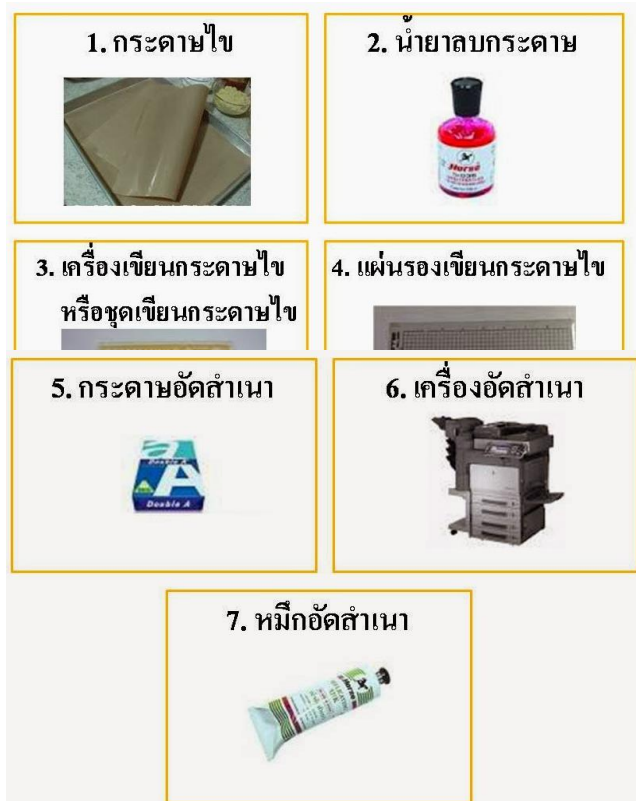 1. กระดาษไข
2. น้ำยาลบกระดาษ
Horse
3. เครื่องเขียนกระดาษไข
หรือชุดเขียนกระดาษไข
4. แผ่นรองเขียนกระดาษไข
5. กระดาษอัดสำเนา
6. เครื่องอัดสำเนา
Double A
Double A
7. หมึกอัดสำเนา
Horse